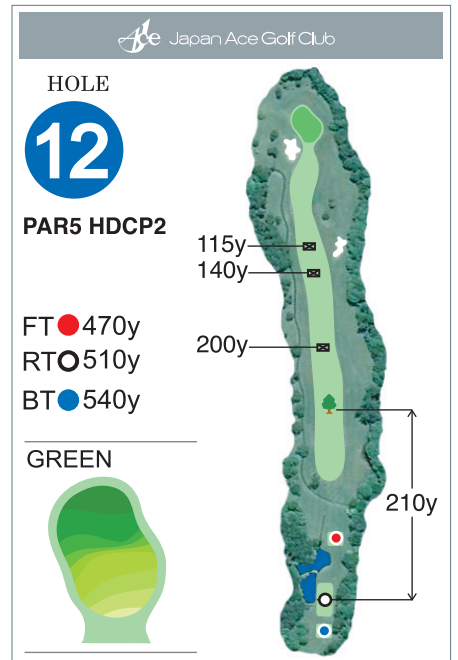 Ace Japan Ace Golf Club
HOLE
12
PAR5 HDCP2
FT 470y
RT 510y
BT 540y
GREEN
115y
140y
200y
210y